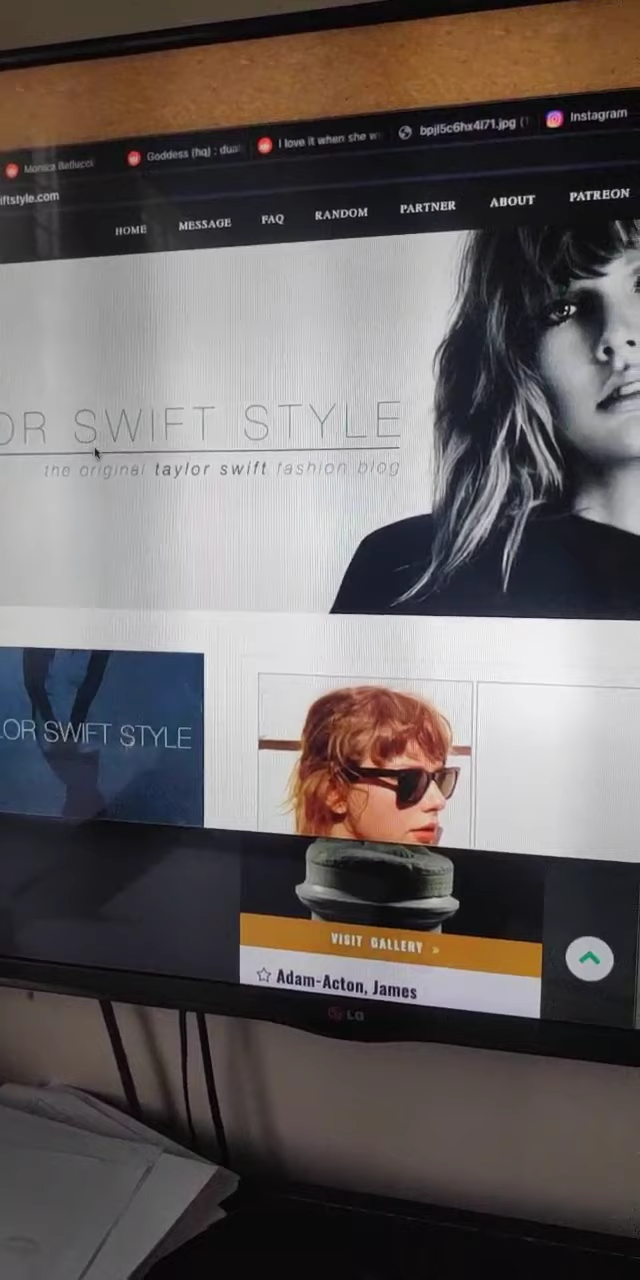 Monica Bellucci
Goddess (hq) : dua
I love it when she w
bpjl5c6hx4l71.jpg (1
Instagram
iftstyle.com
HOME MESSAGE FAQ RANDOM PARTNER ABOUT PATREON
OR SWIFT STYLE
the original taylor swift fashion blog
LOR SWIFT STYLE
VISIT GALLERY »
Adam-Acton, James
LG